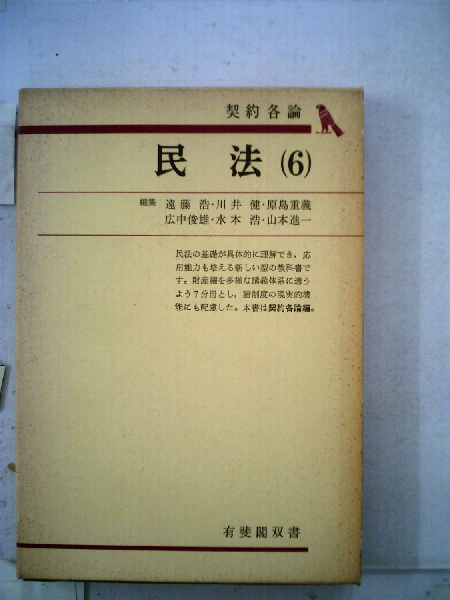 契約各論
民法(6)
編集 遠藤 浩・川井 健・原島重義
広中俊雄・水本 浩・山本進一
民法の基礎が具体的に理解でき，応
用能力も培える新しい型の教科書で
す。財産編を多様な講義体系に適う
よう7分冊とし，諸制度の現実的機
能にも配慮した。本書は契約各論編。
有斐閣双書